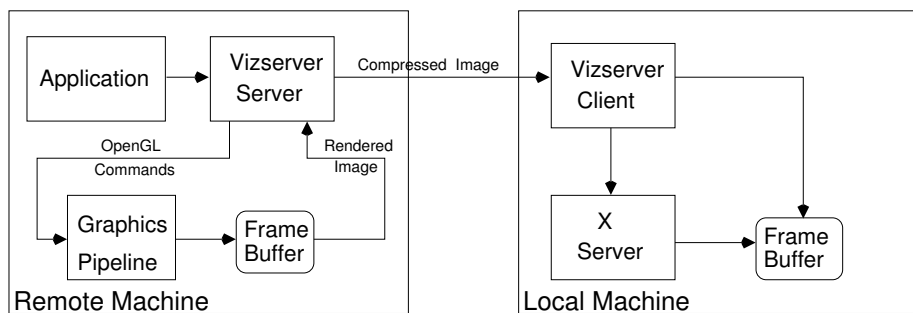 Application
Vizserver
Server
Compressed Image
Vizserver
Client
OpenGL
Commands
Rendered
Image
Graphics
Pipeline
Frame
Buffer
X
Server
Frame
Buffer
Remote Machine
Local Machine